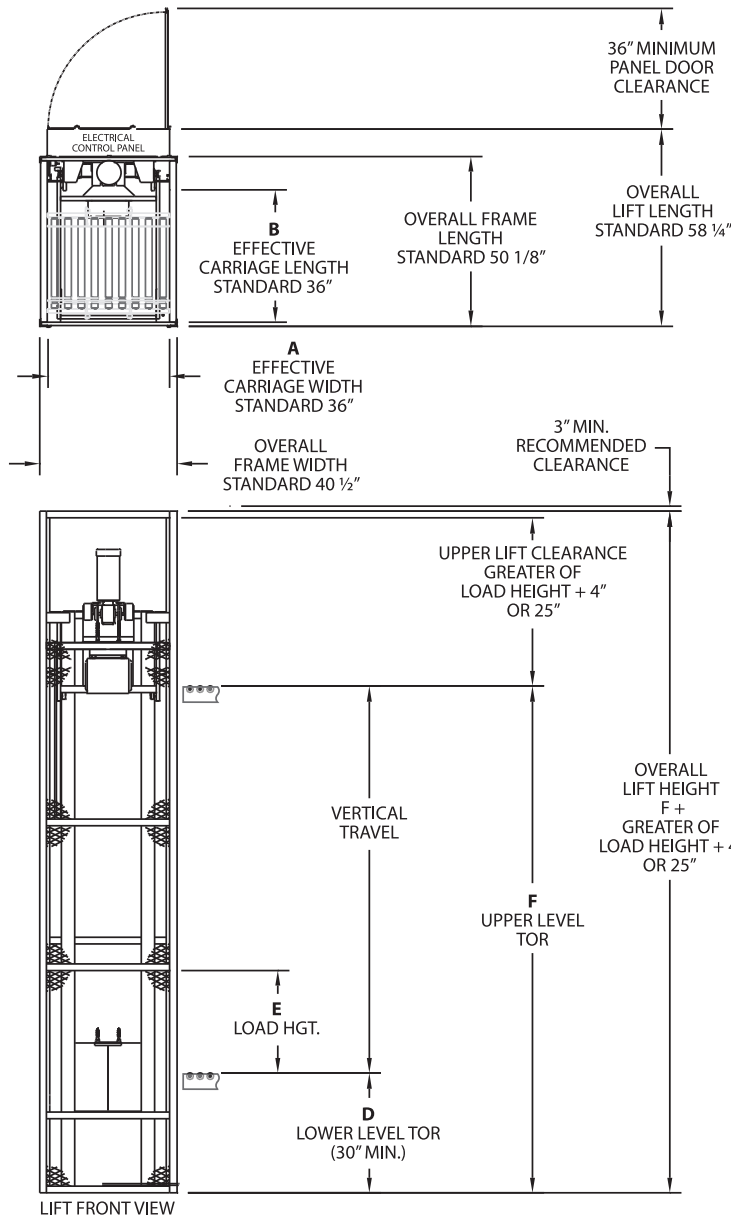 36” MINIMUM
PANEL DOOR
CLEARANCE
ELECTRICAL
CONTROL PANEL
B
EFFECTIVE
CARRIAGE LENGTH
STANDARD 36”
OVERALL FRAME
LENGTH
STANDARD 50 1/8”
OVERALL
LIFT LENGTH
STANDARD 58 ¼”
A
EFFECTIVE
CARRIAGE WIDTH
STANDARD 36”
OVERALL
FRAME WIDTH
STANDARD 40 ½”
3” MIN.
RECOMMENDED
CLEARANCE
UPPER LIFT CLEARANCE
GREATER OF
LOAD HEIGHT + 4”
OR 25”
VERTICAL
TRAVEL
F
UPPER LEVEL
TOR
OVERALL
LIFT HEIGHT
F +
GREATER OF
LOAD HEIGHT + 4
OR 25”
E
LOAD HGT.
D
LOWER LEVEL TOR
(30” MIN.)
LIFT FRONT VIEW